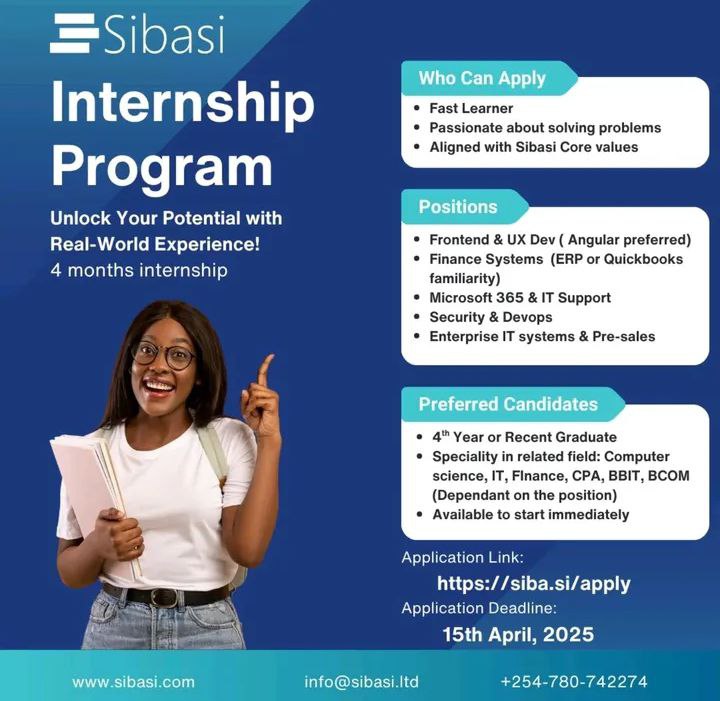 Sibasi
Internship
Program
Unlock Your Potential with
Real-World Experience!
4 months internship
Who Can Apply
• Fast Learner
• Passionate about solving problems
• Aligned with Sibasi Core values
Positions
• Frontend & UX Dev ( Angular preferred)
• Finance Systems (ERP or Quickbooks
familiarity)
• Microsoft 365 & IT Support
• Security & Devops
• Enterprise IT systems & Pre-sales
Preferred Candidates
• 4th Year or Recent Graduate
• Speciality in related field: Computer
science, IT, FInance, CPA, BBIT, BCOM
(Dependant on the position)
• Available to start immediately
Application Link:
https://siba.si/apply
Application Deadline:
15th April, 2025
www.sibasi.com
info@sibasi.ltd
+254-780-742274